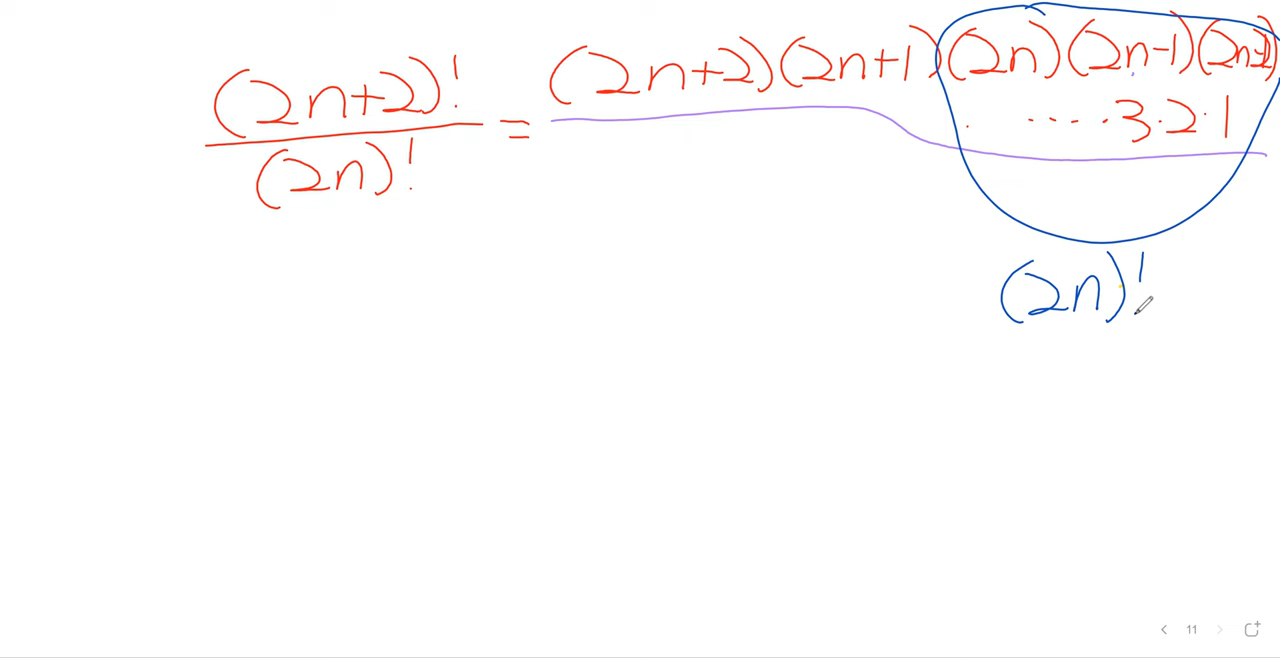 (2n+2)! / (2n)! = (2n+2)(2n+1)(2n)(2n-1)(2n-2)
. ....3.2.1
(2n)!
11